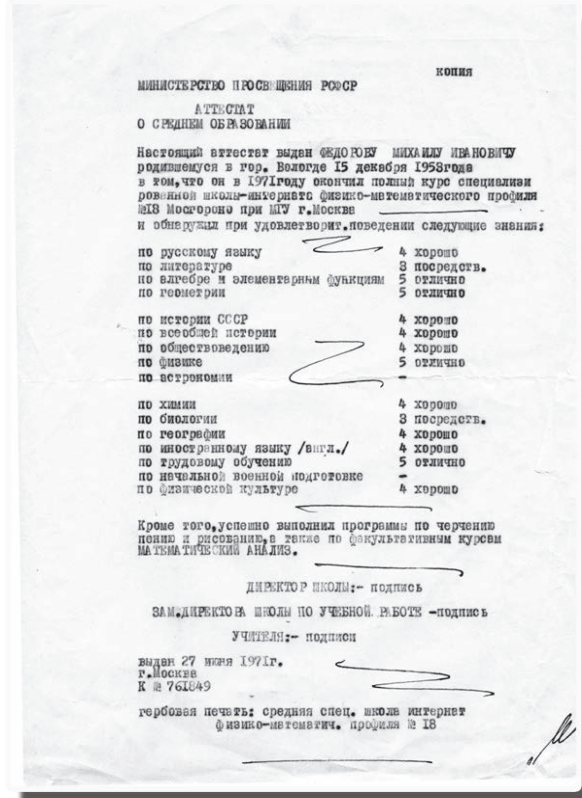 копия
МИНИСТЕРСТВО ПРОСВЕЩЕНИЯ РСФСР
АТТЕСТАТ
О СРЕДНЕМ ОБРАЗОВАНИИ
Настоящий аттестат выдан ФЕДОРОВУ МИХАИЛУ ИВАНОВИЧУ
родившемуся в гор. Вологде 15 декабря 1953года
в том,что он в 1971году окончил полный курс специализи
рованной школы-интерната физико-математического профиля
№18 Мосгороно при МГУ г.Москва
и обнаружил при удовлетворит.поведении следующие знания:
по русскому языку 4 хорошо
по литературе 3 посредств.
по алгебре и элементарным функциям 5 отлично
по геометрии 5 отлично
по истории СССР 4 хорошо
по всеобщей истории 4 хорошо
по обществоведению 4 хорошо
по физике 5 отлично
по астрономии -
по химии 4 хорошо
по биологии 3 посредств.
по географии 4 хорошо
по иностранному языку /англ./ 4 хорошо
по трудовому обучению 5 отлично
по начальной военной подготовке -
по физической культуре 4 хорошо
Кроме того,успешно выполнил программы по черчению
пению и рисованию,а также по факультативным курсам
МАТЕМАТИЧЕСКИЙ АНАЛИЗ.
ДИРЕКТОР ШКОЛЫ:- подпись
ЗАМ.ДИРЕКТОРА ШКОЛЫ ПО УЧЕБНОЙ РАБОТЕ -подпись
УЧИТЕЛЯ:- подписи
выдан 27 июня 1971г.
г.Москва
К № 761849
гербовая печать: средняя спец. школа интернат
физико-математич. профиля № 18